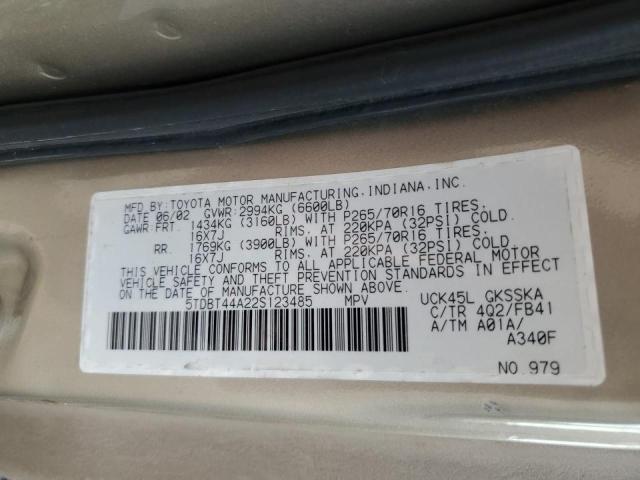 MFD.BY:TOYOTA MOTOR MANUFACTURING.INDIANA,INC.
DATE 06/02 GVWR:2994KG (6600LB)
GAWR:FRT. 1434KG (3160LB) WITH P265/70R16 TIRES.
16X7J RIMS, AT 220KPA (32PSI) COLD.
RR. 1769KG (3900LB) WITH P265/70R16 TIRES.
16X7J RIMS, AT 220KPA (32PSI) COLD.
THIS VEHICLE CONFORMS TO ALL APPLICABLE FEDERAL MOTOR
VEHICLE SAFETY AND THEFT PREVENTION STANDARDS IN EFFECT
ON THE DATE OF MANUFACTURE SHOWN ABOVE.
5TDBT44A22S123485 MPV
UCK45L GKSSKA
C/TR 4Q2/FB41
A/TM A01A/
A340F
NO.979